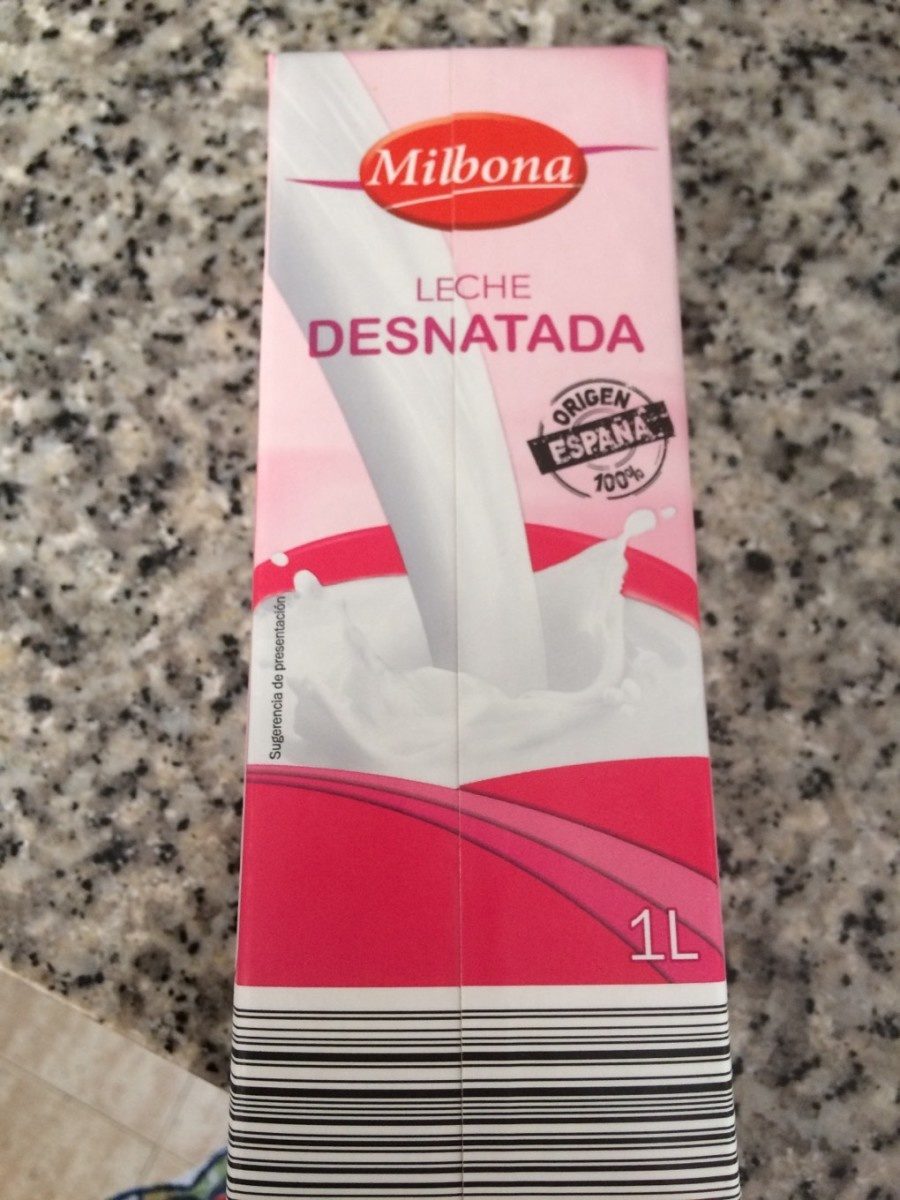 Milbona
LECHE
DESNATADA
ORIGEN
ESPAÑA
100%
Sugerencia de presentación
1L